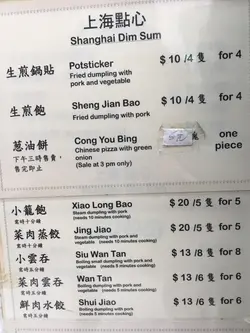 上海點心
Shanghai Dim Sum
生煎鍋貼 Potsticker $10/4隻 for 4
Fried dumpling with pork and vegetable
生煎飽 Sheng Jian Bao $10/4隻 for 4
Fried dumpling with pork
葱油餅 Cong You Bing one
下午三時售賣, Chinese pizza with green piece
售完即止 onion
(Sale at 3 pm only)
小籠飽 Xiao Long Bao $20/5隻 for 5
需時十分鐘 Steam dumpling with pork
(needs 10 minutes cooking)
菜肉蒸餃 Jing Jiao $20/5隻 for 5
需時十分鐘 Steam dumpling with pork and
vegetable (needs 10 minutes cooking)
小雲吞 Siu Wan Tan $13/8隻 for 8
需時五分鐘 Boiling small dumpling with pork
(needs 5 minutes cooking)
菜肉雲吞 Wan Tan $13/6隻 for 6
需時五分鐘 Boiling small dumpling with pork and
vegetable (needs 5 minutes cooking)
鮮肉水餃 Shui Jiao $13/6隻 for 6
需時五分鐘 Boiling small dumpling with pork
(needs 5 minutes cooking)